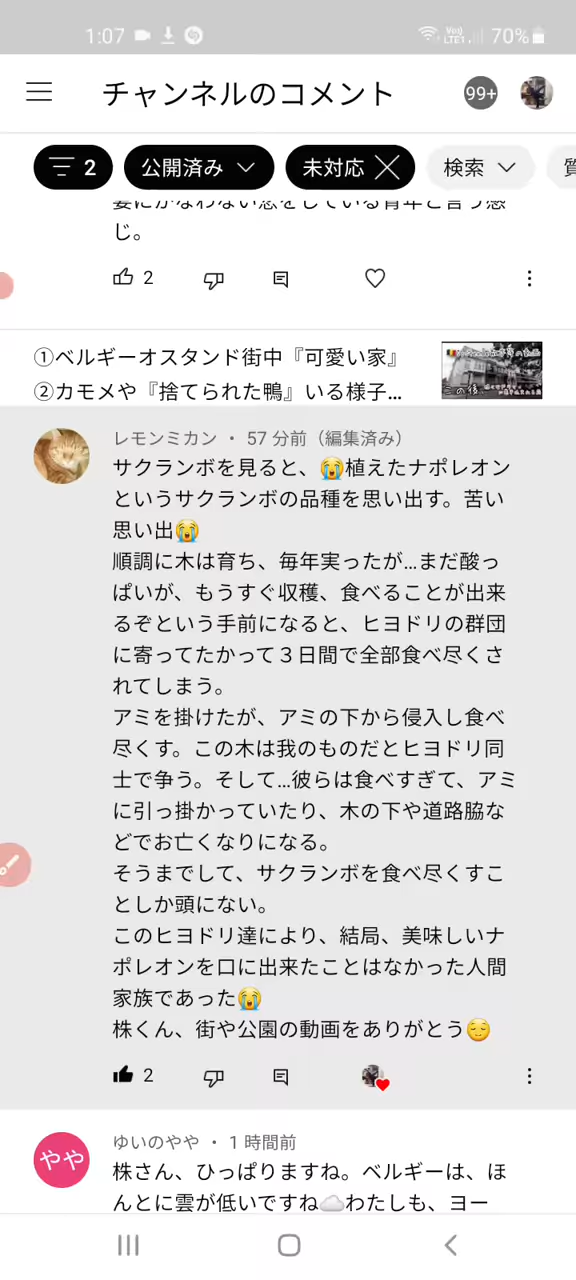 1:07
70%
チャンネルのコメント
99+
2
公開済み
未対応
検索
じ。
2
①ベルギーオスタンド街中『可愛い家』
②カモメや『捨てられた鴨』いる様子...
レモンミカン ・ 57 分前（編集済み）
サクランボを見ると、😭植えたナポレオン
というサクランボの品種を思い出す。苦い
思い出😭
順調に木は育ち、毎年実ったが...まだ酸っ
ぱいが、もうすぐ収穫、食べることが出来
るぞという手前になると、ヒヨドリの群団
に寄ってたかって３日間で全部食べ尽くさ
れてしまう。
アミを掛けたが、アミの下から侵入し食べ
尽くす。この木は我のものだとヒヨドリ同
士で争う。そして...彼らは食べすぎて、アミ
に引っ掛かっていたり、木の下や道路脇な
どでお亡くなりになる。
そうまでして、サクランボを食べ尽くすこ
としか頭にない。
このヒヨドリ達により、結局、美味しいナ
ポレオンを口に出来たことはなかった人間
家族であった😭
株くん、街や公園の動画をありがとう😌
2
やや
ゆいのやや ・ 1 時間前
株さん、ひっぱりますね。ベルギーは、ほ
んとに雲が低いですね☁️わたしも、ヨー